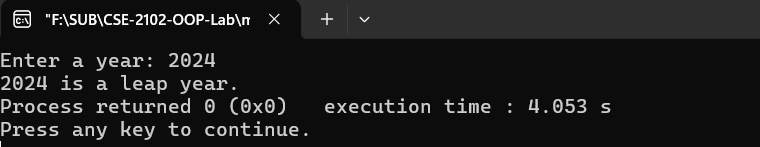 "F:\SUB\CSE-2102-OOP-Lab\m
Enter a year: 2024
2024 is a leap year.
Process returned 0 (0x0)   execution time : 4.053 s
Press any key to continue.